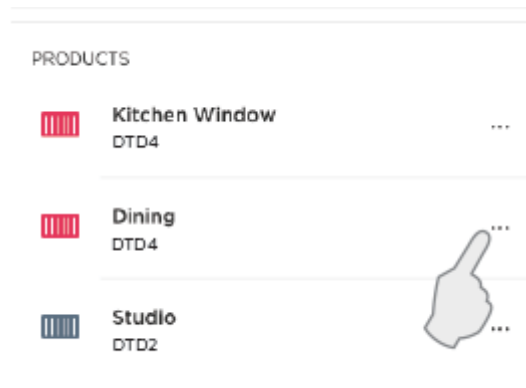 PRODUCTS
Kitchen Window
DTD4
...
Dining
DTD4
...
Studio
DTD2
...